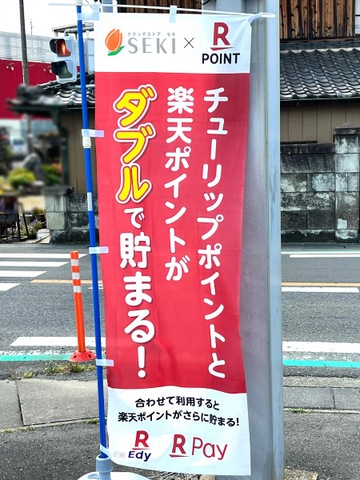 ドラッグストア セキ
SEKI × R
POINT
チューリップポイントと
楽天ポイントが
ダブルで貯まる!
合わせて利用すると
楽天ポイントがさらに貯まる!
R Edy
R Pay